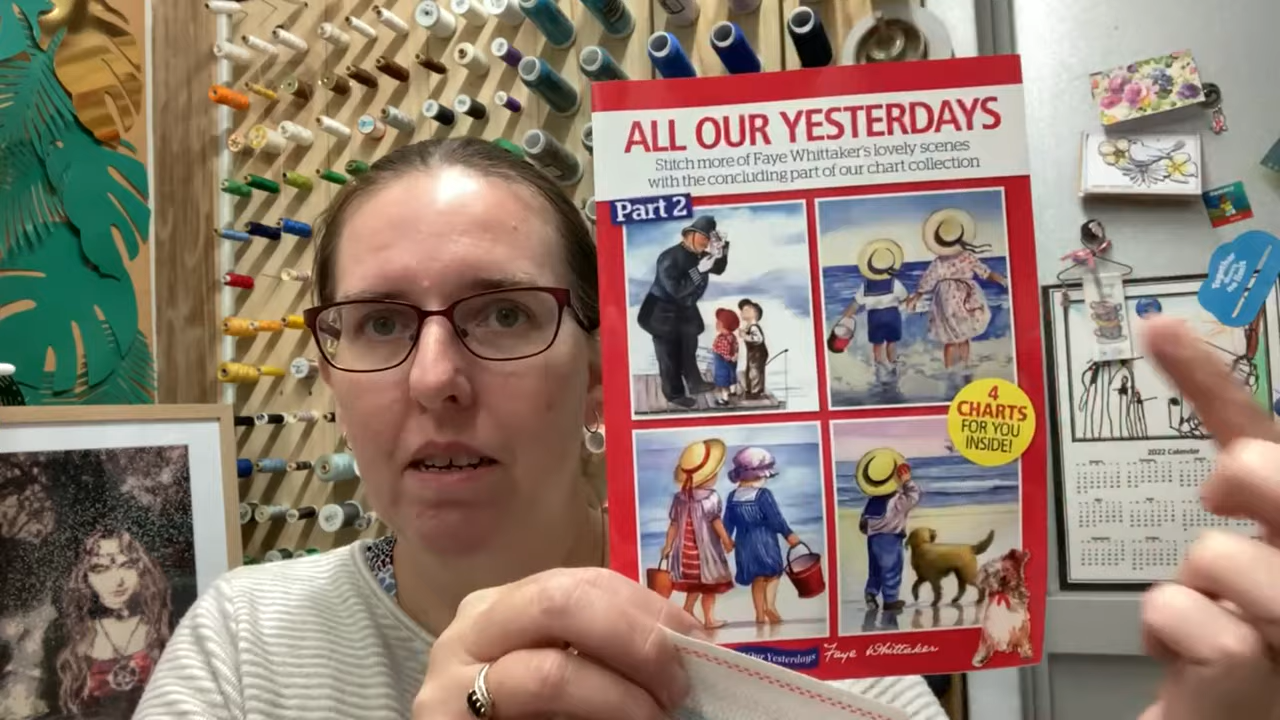 ALL OUR YESTERDAYS
Stitch more of Faye Whittaker's lovely scenes
with the concluding part of our chart collection
Part 2
4
CHARTS
FOR YOU
INSIDE!
Our Yesterdays
Faye Whittaker
2022 Calendar